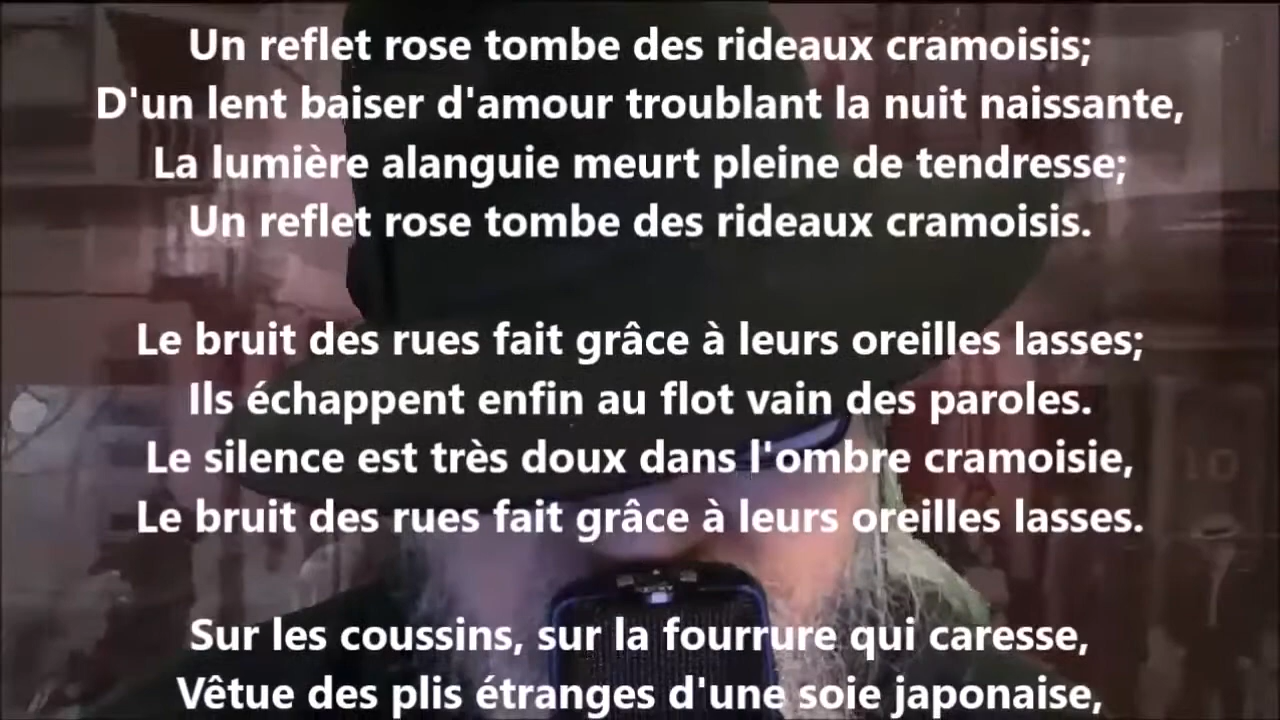 Un reflet rose tombe des rideaux cramoisis;
D'un lent baiser d'amour troublant la nuit naissante,
La lumière alanguie meurt pleine de tendresse;
Un reflet rose tombe des rideaux cramoisis.
Le bruit des rues fait grâce à leurs oreilles lasses;
Ils échappent enfin au flot vain des paroles.
Le silence est très doux dans l'ombre cramoisie,
Le bruit des rues fait grâce à leurs oreilles lasses.
Sur les coussins, sur la fourrure qui caresse,
Vêtue des plis étranges d'une soie japonaise,
10